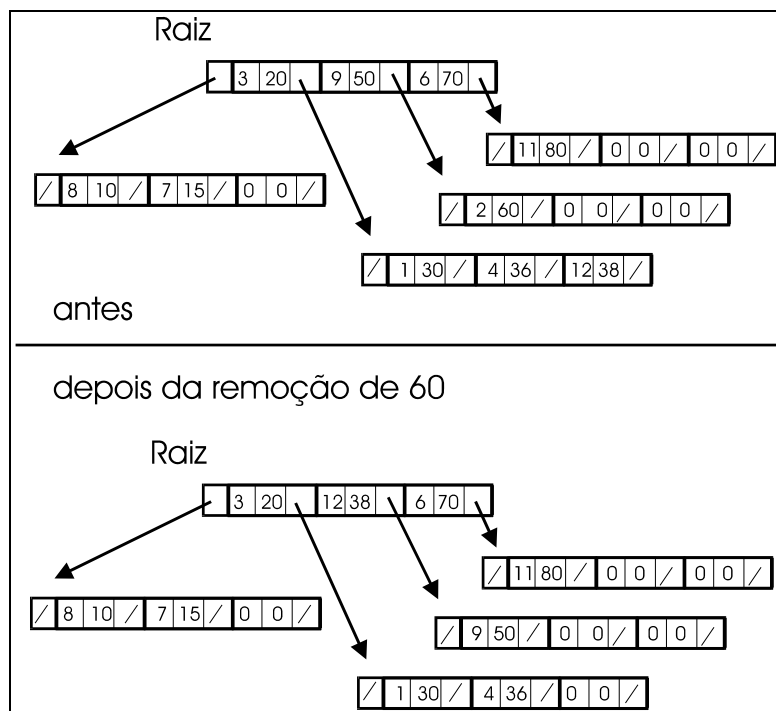 Raiz
3 20 9 50 6 70
/ 11 80 / 0 0 / 0 0 /
/ 8 10 / 7 15 / 0 0 /
/ 2 60 / 0 0 / 0 0 /
/ 1 30 / 4 36 / 12 38 /
antes
depois da remoção de 60
Raiz
3 20 12 38 6 70
/ 11 80 / 0 0 / 0 0 /
/ 8 10 / 7 15 / 0 0 /
/ 9 50 / 0 0 / 0 0 /
/ 1 30 / 4 36 / 0 0 /